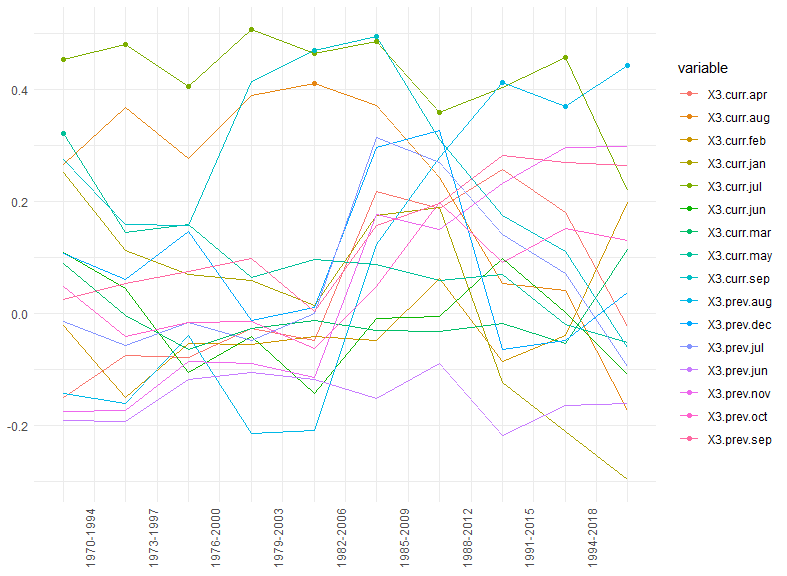 variable
X3.curr.apr
X3.curr.aug
X3.curr.feb
X3.curr.jan
X3.curr.jul
X3.curr.jun
X3.curr.mar
X3.curr.may
X3.curr.sep
X3.prev.aug
X3.prev.dec
X3.prev.jul
X3.prev.jun
X3.prev.nov
X3.prev.oct
X3.prev.sep
0.4
0.2
0.0
-0.2
1970-1994
1973-1997
1976-2000
1979-2003
1982-2006
1985-2009
1988-2012
1991-2015
1994-2018